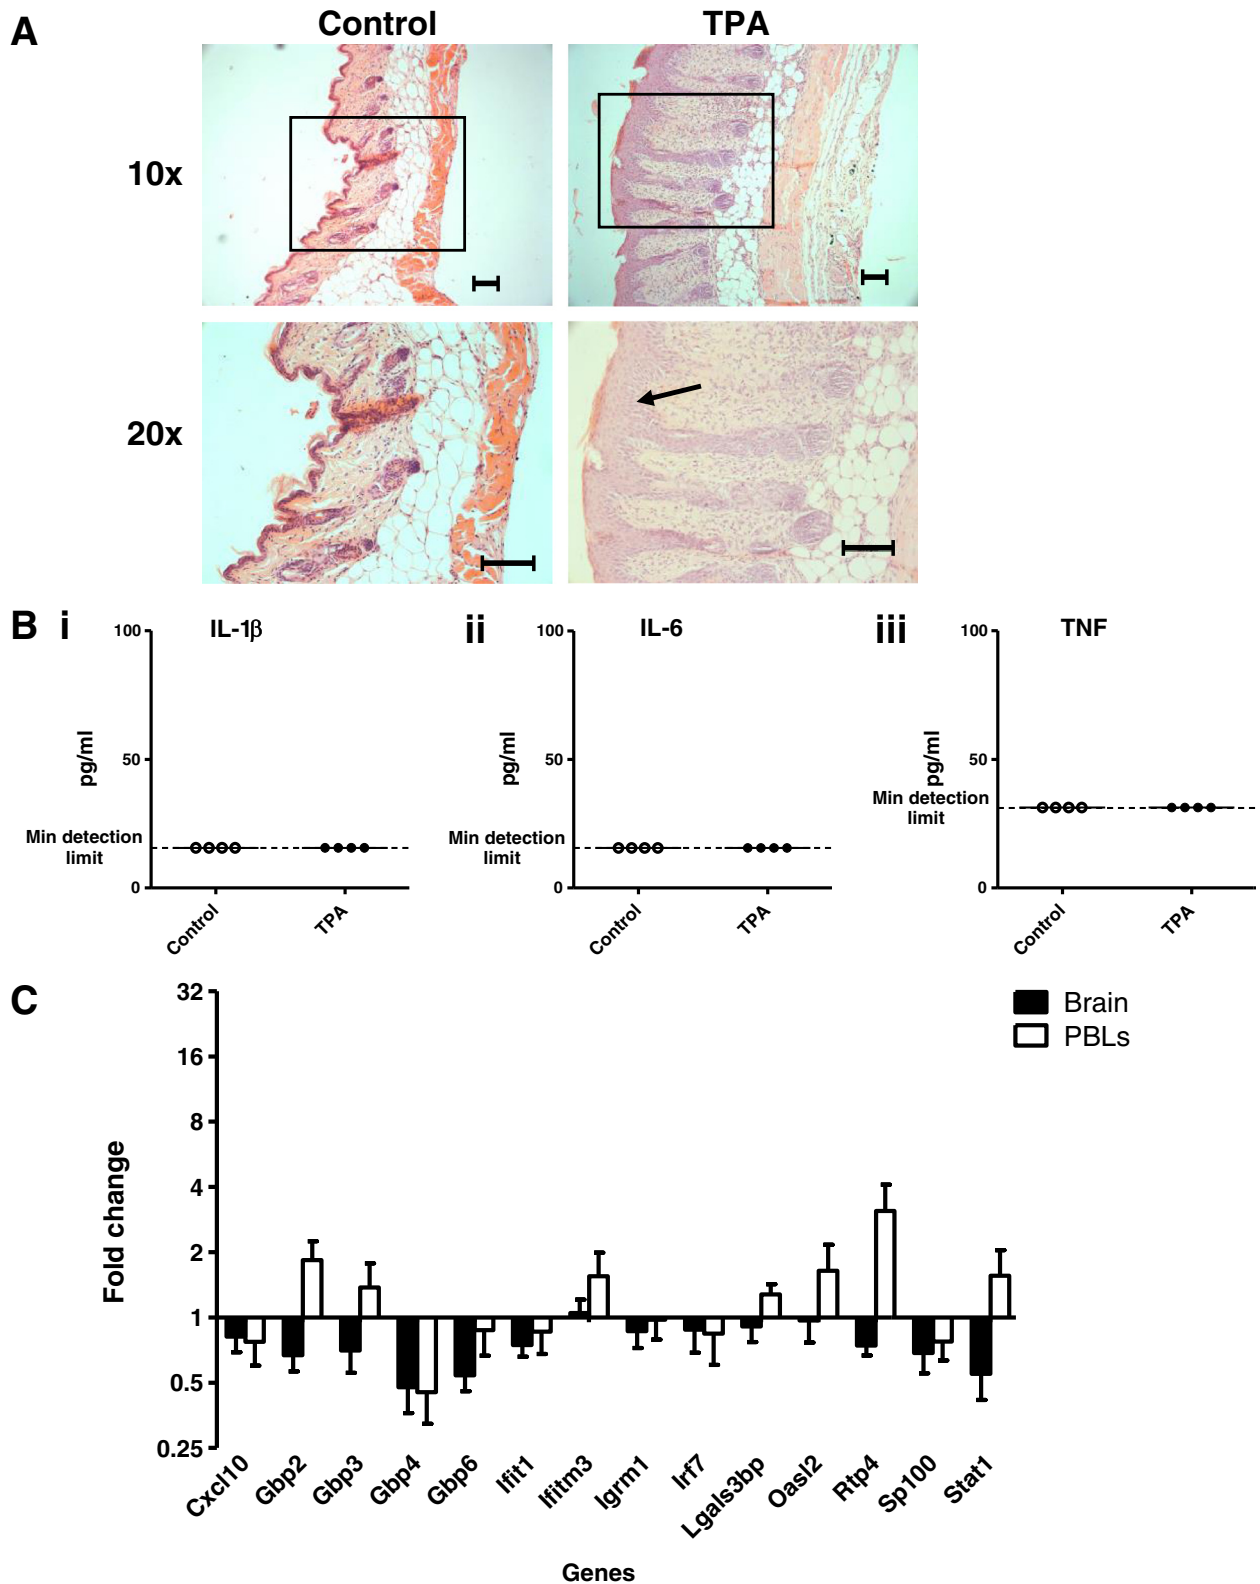 A
Control
TPA
10x
20x
B
i
IL-1β
100
50
0
pg/ml
Min detection
limit
Control
TPA
ii
IL-6
100
50
0
pg/ml
Min detection
limit
Control
TPA
iii
TNF
100
50
0
pg/ml
Min detection
limit
Control
TPA
C
Brain
PBLs
32
16
8
4
2
1
0.5
0.25
Fold change
Cxcl10
Gbp2
Gbp3
Gbp4
Gbp6
Ifit1
Ifitm3
Igrm1
Irf7
Lgals3bp
Oasl2
Rtp4
Sp100
Stat1
Genes